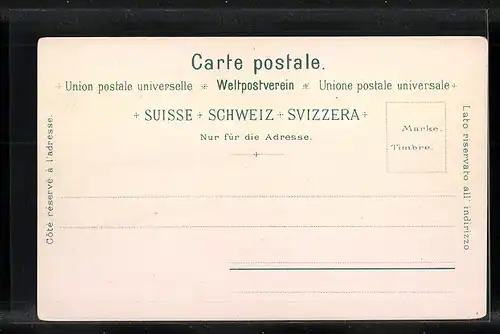 Carte postale.
Union postale universelle * Weltpostverein * Unione postale universale
+ SUISSE + SCHWEIZ + SVIZZERA +
Nur für die Adresse.
Marke.
Timbre.
Côté réservé à l'adresse.
Lato riservato all' indirizzo